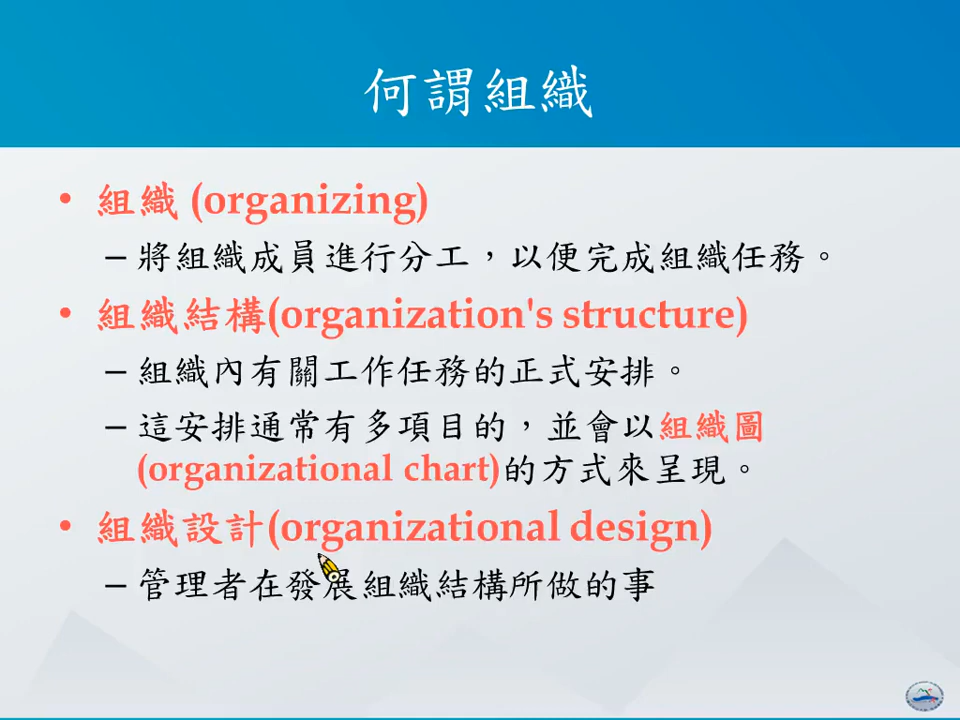 何謂組織
• 組織 (organizing)
– 將組織成員進行分工，以便完成組織任務。
• 組織結構(organization's structure)
– 組織內有關工作任務的正式安排。
– 這安排通常有多項目的，並會以組織圖
(organizational chart)的方式來呈現。
• 組織設計(organizational design)
– 管理者在發展組織結構所做的事